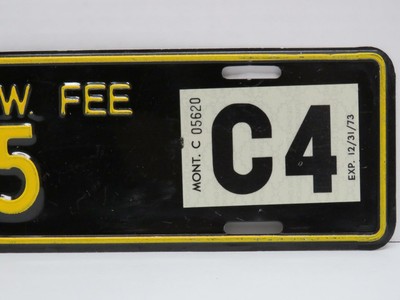 W. FEE
5
MONT. C 05620
C4
EXP. 12/31/73